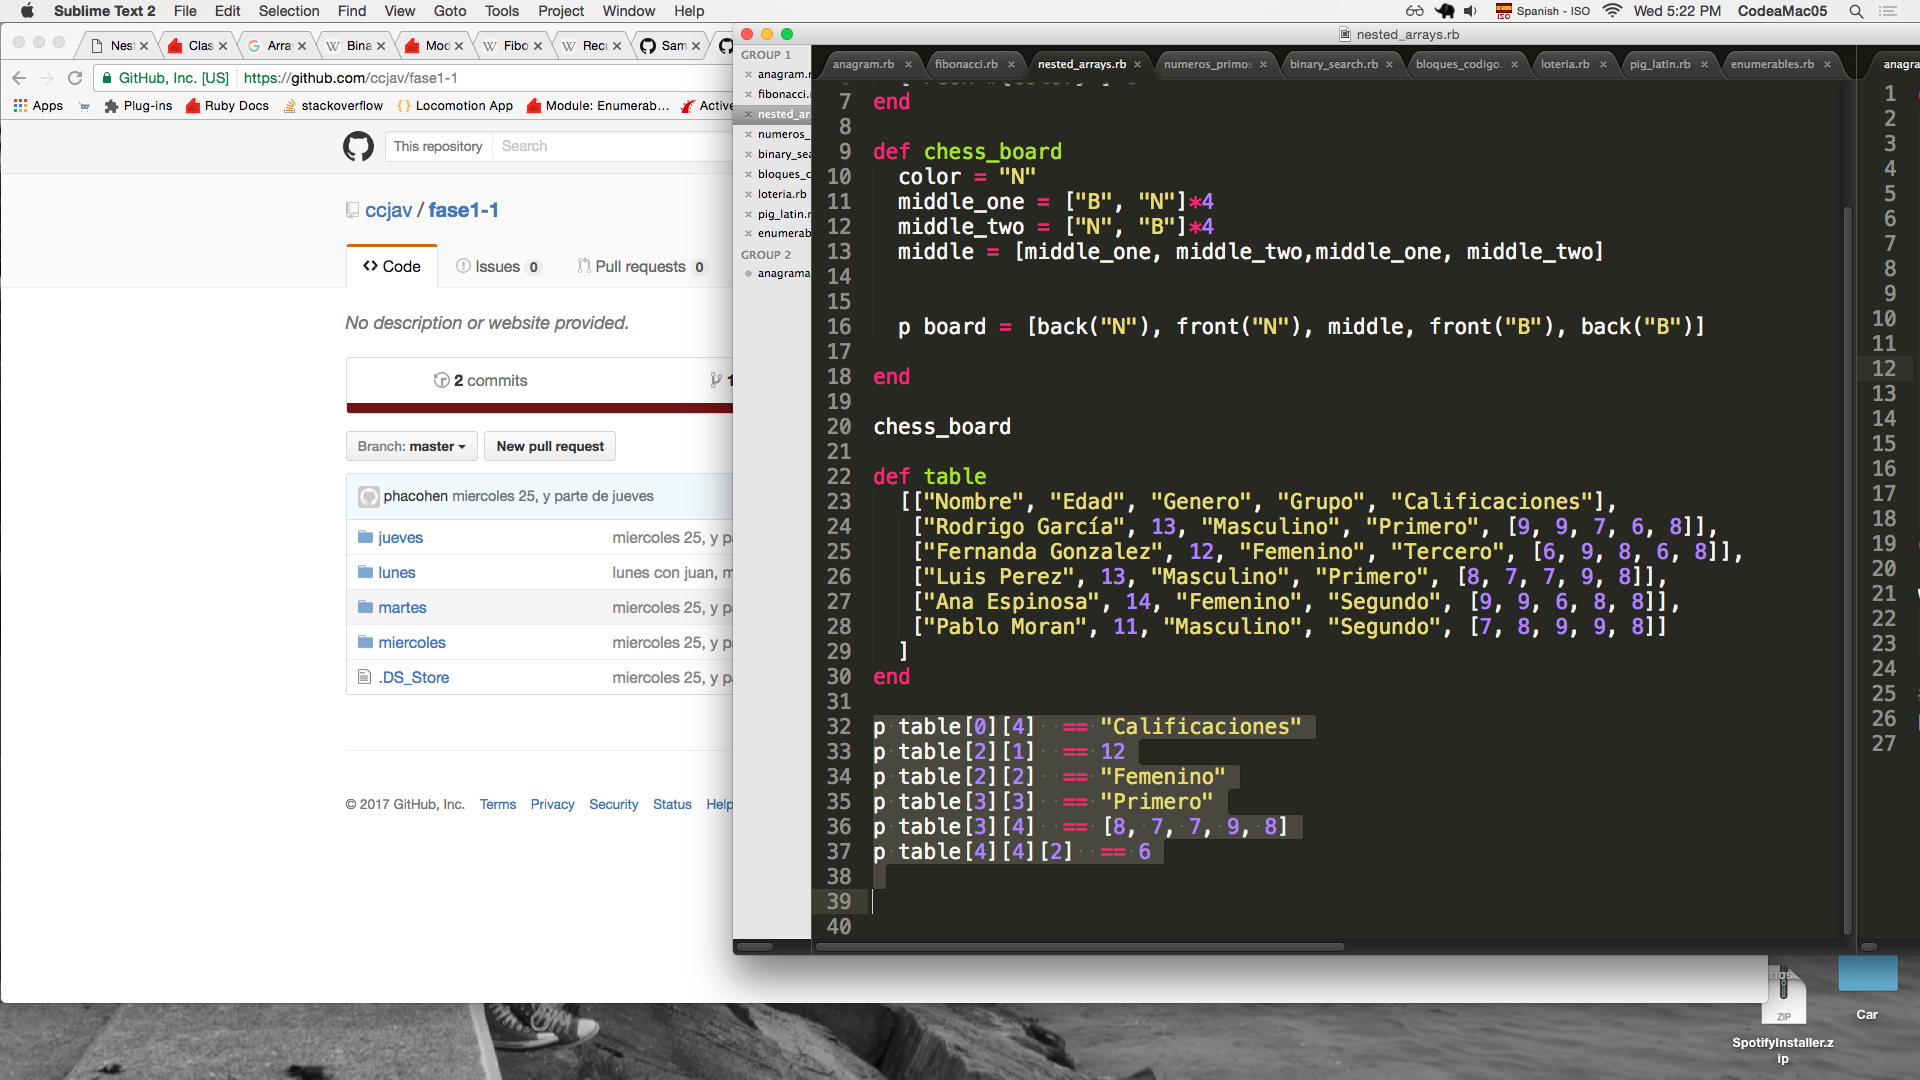 Sublime Text 2 File Edit Selection Find View Goto Tools Project Window Help Spanish - ISO Wed 5:22 PM CodeaMac05
Nest Clas Arra Bina Mod Fibo Recu Sam
GitHub, Inc. [US] https://github.com/ccjav/fase1-1
Apps Plug-ins Ruby Docs stackoverflow Locomotion App Module: Enumerab... Active
This repository Search
ccjav / fase1-1
Code Issues 0 Pull requests 0
No description or website provided.
2 commits 1
Branch: master New pull request
phacohen miercoles 25, y parte de jueves
jueves miercoles 25, y p
lunes lunes con juan, m
martes miercoles 25, y p
miercoles miercoles 25, y p
.DS_Store miercoles 25, y p
© 2017 GitHub, Inc. Terms Privacy Security Status Help
nested_arrays.rb
GROUP 1
anagram.r
fibonacci.r
nested_arr
numeros_
binary_sea
bloques_c
loteria.rb
pig_latin.r
enumerab
GROUP 2
anagrama
anagram.rb fibonacci.rb nested_arrays.rb numeros_primos binary_search.rb bloques_codigo. loteria.rb pig_latin.rb enumerables.rb anagra
7 end
8
9 def chess_board
10 color = "N"
11 middle_one = ["B", "N"]*4
12 middle_two = ["N", "B"]*4
13 middle = [middle_one, middle_two,middle_one, middle_two]
14
15
16 p board = [back("N"), front("N"), middle, front("B"), back("B")]
17
18 end
19
20 chess_board
21
22 def table
23 [["Nombre", "Edad", "Genero", "Grupo", "Calificaciones"],
24 ["Rodrigo García", 13, "Masculino", "Primero", [9, 9, 7, 6, 8]],
25 ["Fernanda Gonzalez", 12, "Femenino", "Tercero", [6, 9, 8, 6, 8]],
26 ["Luis Perez", 13, "Masculino", "Primero", [8, 7, 7, 9, 8]],
27 ["Ana Espinosa", 14, "Femenino", "Segundo", [9, 9, 6, 8, 8]],
28 ["Pablo Moran", 11, "Masculino", "Segundo", [7, 8, 9, 9, 8]]
29 ]
30 end
31
32 p table[0][4] == "Calificaciones"
33 p table[2][1] == 12
34 p table[2][2] == "Femenino"
35 p table[3][3] == "Primero"
36 p table[3][4] == [8, 7, 7, 9, 8]
37 p table[4][4][2] == 6
38
39
40
1
2
3
4
5
6
7
8
9
10
11
12
13
14
15
16
17
18
19
20
21
22
23
24
25
26
27
ZIP
SpotifyInstaller.z
ip
Car